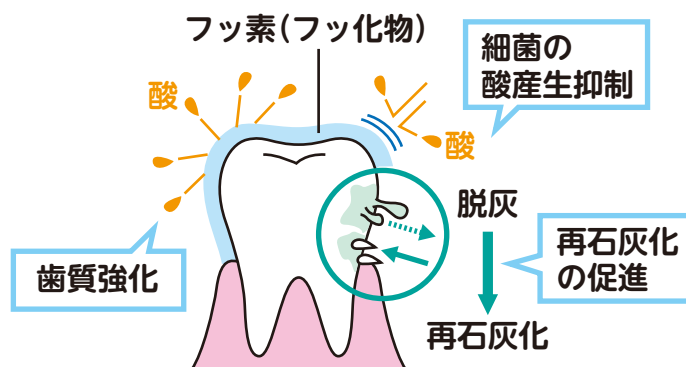 フッ素(フッ化物)
細菌の
酸産生抑制
酸
酸
脱灰
再石灰化
の促進
歯質強化
再石灰化